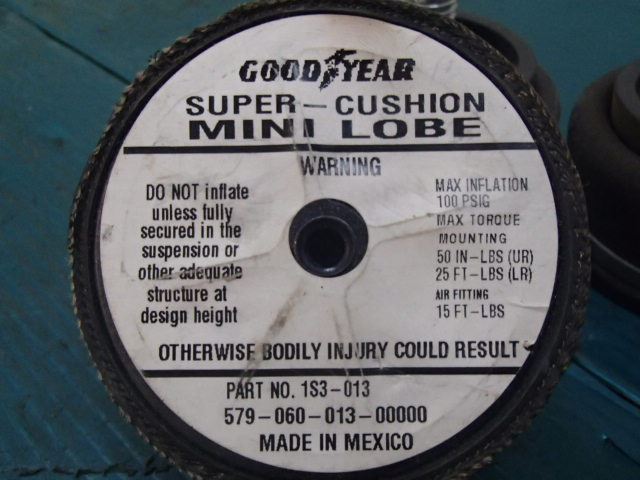 GOODYEAR
SUPER-CUSHION
MINI LOBE
WARNING
DO NOT inflate
unless fully
secured in the
suspension or
other adequate
structure at
design height
MAX INFLATION
100 PSIG
MAX TORQUE
MOUNTING
50 IN-LBS (UR)
25 FT-LBS (LR)
AIR FITTING
15 FT-LBS
OTHERWISE BODILY INJURY COULD RESULT
PART NO. 1S3-013
579-060-013-00000
MADE IN MEXICO